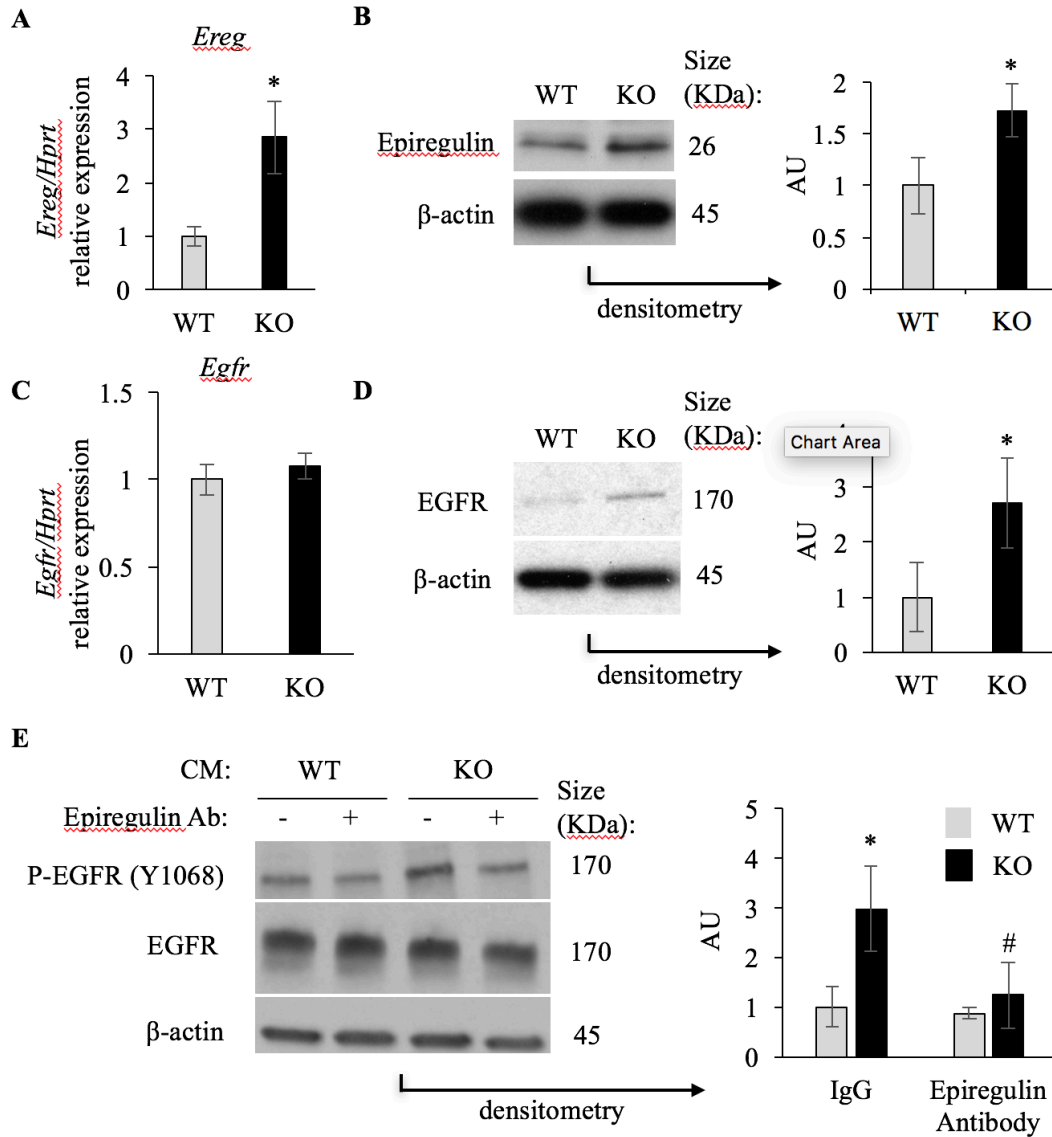 A
Ereg
Ereg/Hprt
relative expression
4
3
2
1
0
WT
KO
*
B
WT
KO
Size
(KDa):
Epiregulin
26
β-actin
45
densitometry
AU
2
1.5
1
0.5
0
WT
KO
*
C
Egfr
Egfr/Hprt
relative expression
1.5
1
0.5
0
WT
KO
D
WT
KO
Size
(KDa):
EGFR
170
β-actin
45
densitometry
Chart Area
AU
3
2
1
0
WT
KO
*
E
CM:
WT
KO
Size
(KDa):
Epiregulin Ab:
-
+
-
+
P-EGFR (Y1068)
170
EGFR
170
β-actin
45
densitometry
AU
5
4
3
2
1
0
*
#
WT
KO
IgG
Epiregulin
Antibody